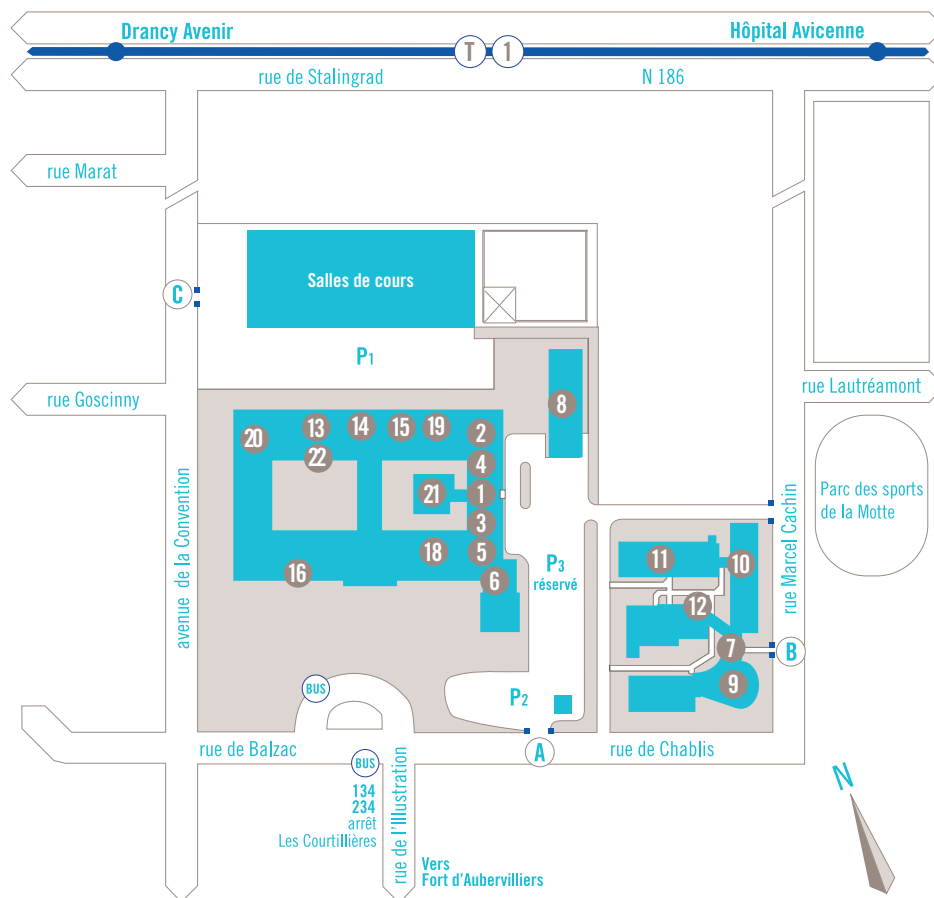 Drancy Avenir
Hôpital Avicenne
T 1
rue de Stalingrad
N 186
rue Marat
Salles de cours
C
P1
rue Goscinny
rue Lautréamont
8
20
13
14
15
19
2
22
4
21
1
3
18
5
16
6
P3
réservé
11
10
12
7
B
9
Parc des sports
de la Motte
avenue de la Convention
rue Marcel Cachin
BUS
P2
rue de Balzac
A
rue de Chablis
BUS
134
234
arrêt
Les Courtillières
rue de l'Illustration
Vers
Fort d'Aubervilliers
N